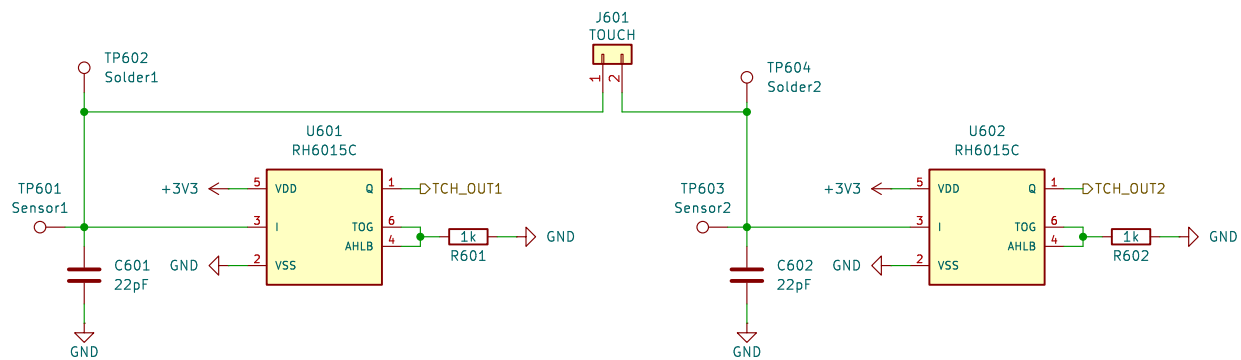 J601
TOUCH
1
2
TP602
Solder1
TP604
Solder2
U601
RH6015C
TP601
Sensor1
+3V3
5
VDD
Q
1
TCH_OUT1
3
I
TOG
6
AHLB
4
1k
R601
GND
GND
2
VSS
C601
22pF
GND
U602
RH6015C
TP603
Sensor2
+3V3
5
VDD
Q
1
TCH_OUT2
3
I
TOG
6
AHLB
4
1k
R602
GND
GND
2
VSS
C602
22pF
GND